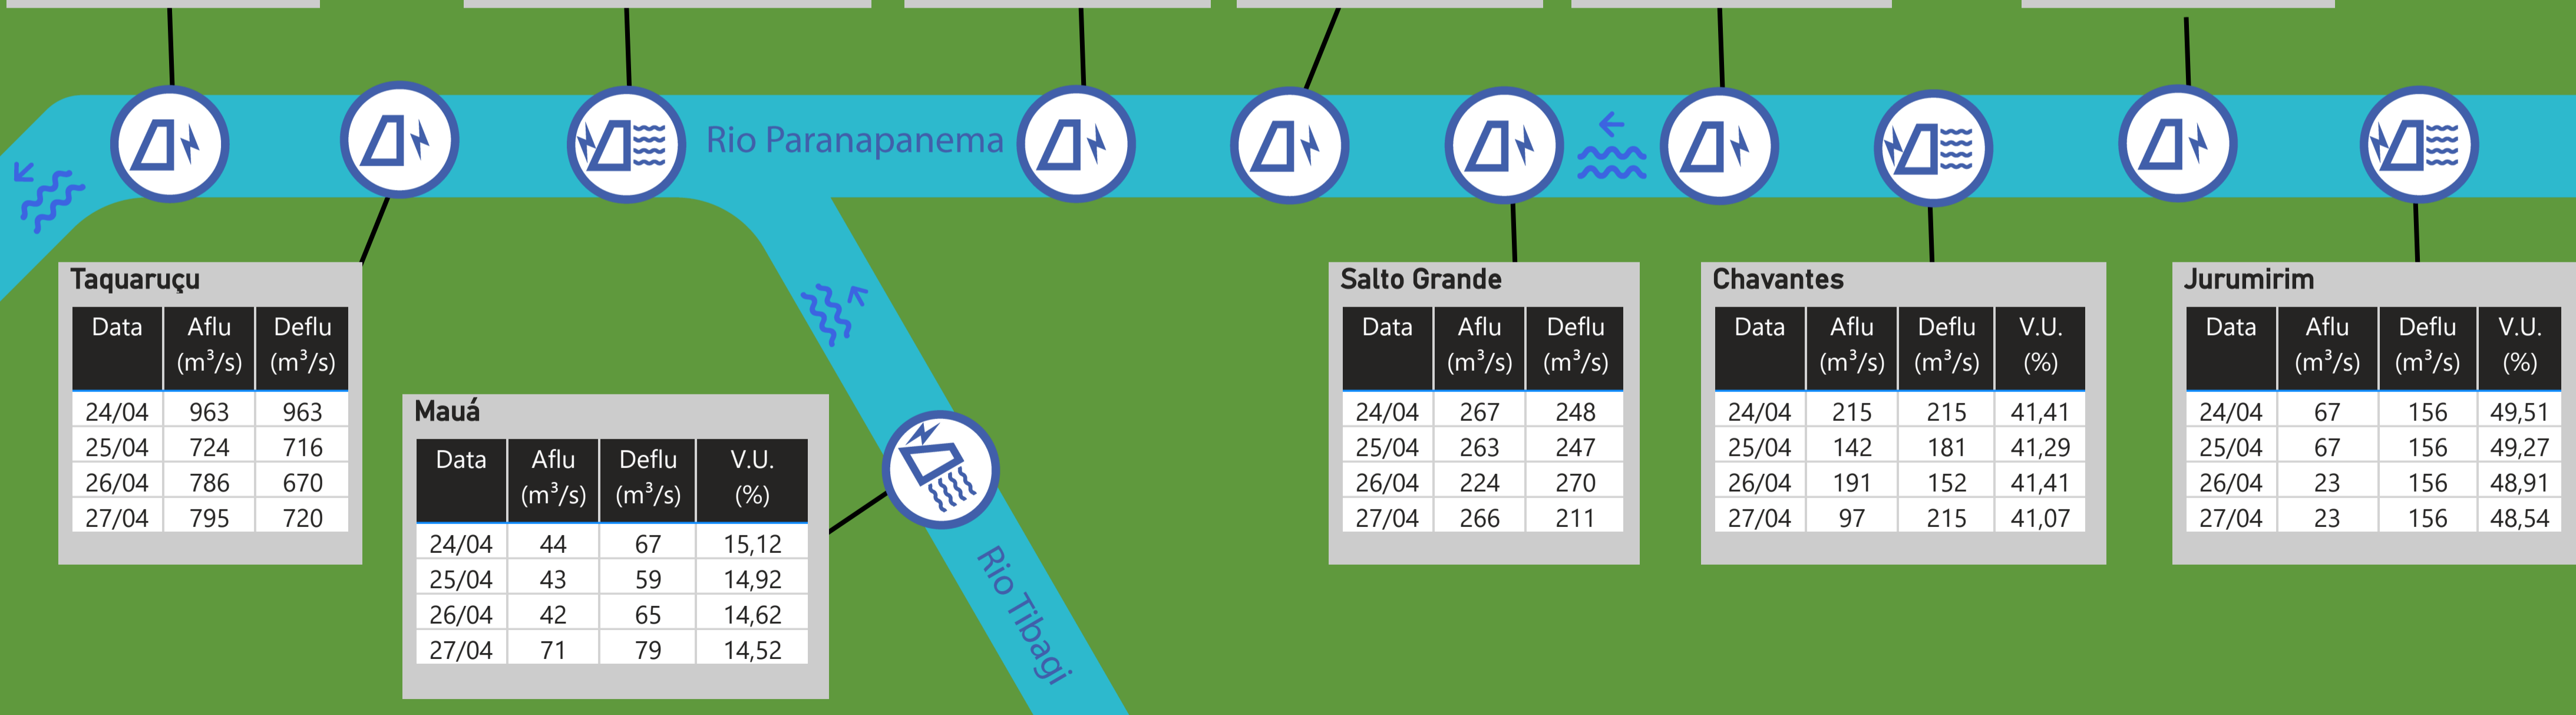 Rio Paranapanema
Taquaruçu
Data Aflu (m³/s) Deflu (m³/s)
24/04 963 963
25/04 724 716
26/04 786 670
27/04 795 720
Mauá
Data Aflu (m³/s) Deflu (m³/s) V.U. (%)
24/04 44 67 15,12
25/04 43 59 14,92
26/04 42 65 14,62
27/04 71 79 14,52
Rio Tibagi
Salto Grande
Data Aflu (m³/s) Deflu (m³/s)
24/04 267 248
25/04 263 247
26/04 224 270
27/04 266 211
Chavantes
Data Aflu (m³/s) Deflu (m³/s) V.U. (%)
24/04 215 215 41,41
25/04 142 181 41,29
26/04 191 152 41,41
27/04 97 215 41,07
Jurumirim
Data Aflu (m³/s) Deflu (m³/s) V.U. (%)
24/04 67 156 49,51
25/04 67 156 49,27
26/04 23 156 48,91
27/04 23 156 48,54